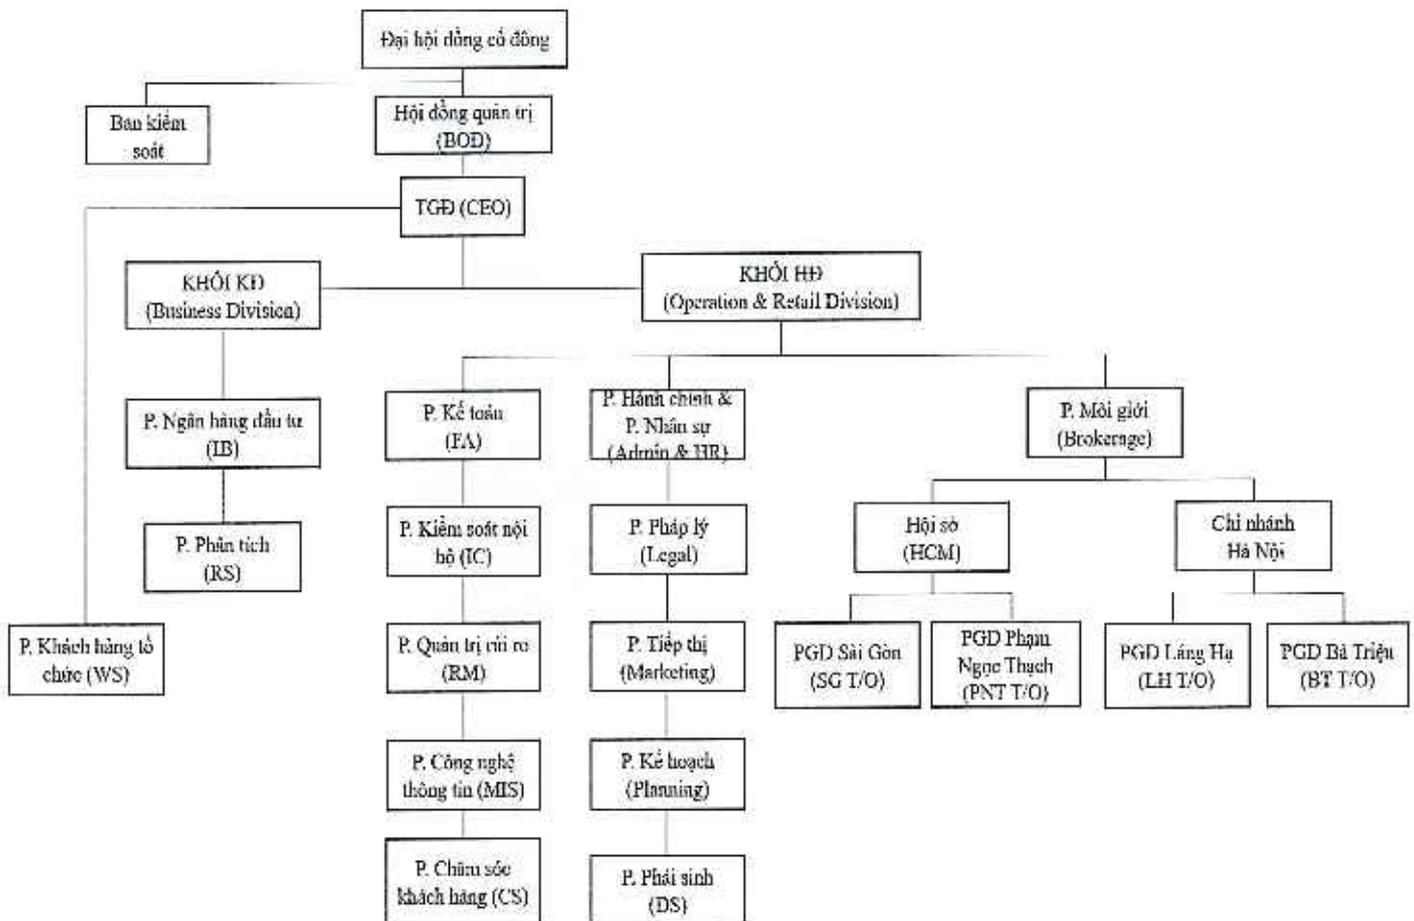 Đại hội đồng cổ đông
Ban kiểm
soát
Hội đồng quản trị
(BOD)
TGĐ (CEO)
KHỐI KD
(Business Division)
KHỐI HĐ
(Operation & Retail Division)
P. Ngân hàng đầu tư
(IB)
P. Kế toán
(FA)
P. Hành chính &
P. Nhân sự
(Admin & HR)
P. Môi giới
(Brokerage)
P. Phân tích
(RS)
P. Kiểm soát nội
bộ (IC)
P. Pháp lý
(Legal)
Hội sở
(HCM)
Chi nhánh
Hà Nội
P. Khách hàng tổ
chức (WS)
P. Quản trị rủi ro
(RM)
P. Tiếp thị
(Marketing)
PGD Sài Gòn
(SG T/O)
PGD Phạm
Ngọc Thạch
(PNT T/O)
PGD Láng Hạ
(LH T/O)
PGD Bà Triệu
(BT T/O)
P. Công nghệ
thông tin (MIS)
P. Kế hoạch
(Planning)
P. Chăm sóc
khách hàng (CS)
P. Phái sinh
(DS)